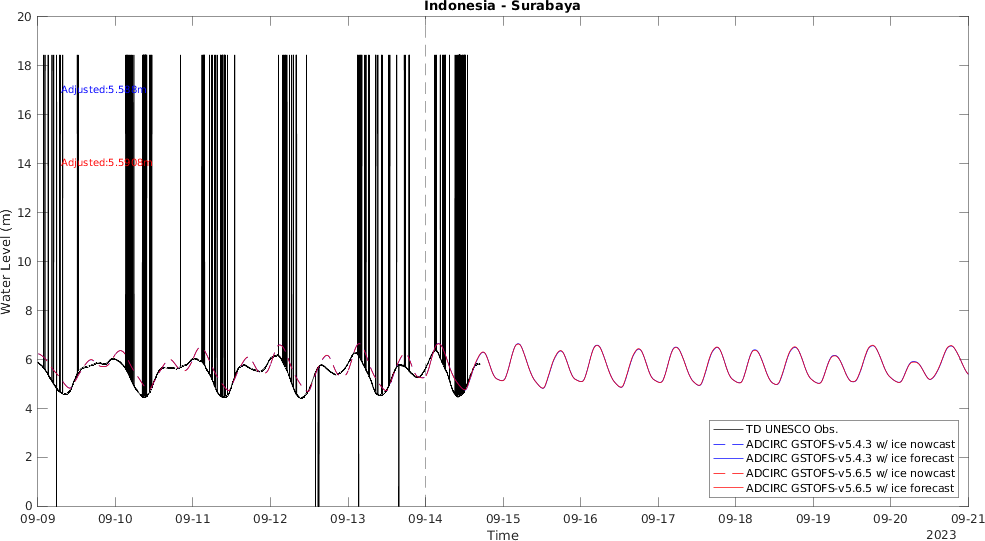 Indonesia - Surabaya
20
18
16
14
12
10
8
6
4
2
0
Water Level (m)
Adjusted:
Adjusted:
TD UNESCO Obs.
ADCIRC GSTOFS-v5.4.3 w/ ice nowcast
ADCIRC GSTOFS-v5.4.3 w/ ice forecast
ADCIRC GSTOFS-v5.6.5 w/ ice nowcast
ADCIRC GSTOFS-v5.6.5 w/ ice forecast
09-09 09-10 09-11 09-12 09-13 09-14 09-15 09-16 09-17 09-18 09-19 09-20 09-21
Time
2023